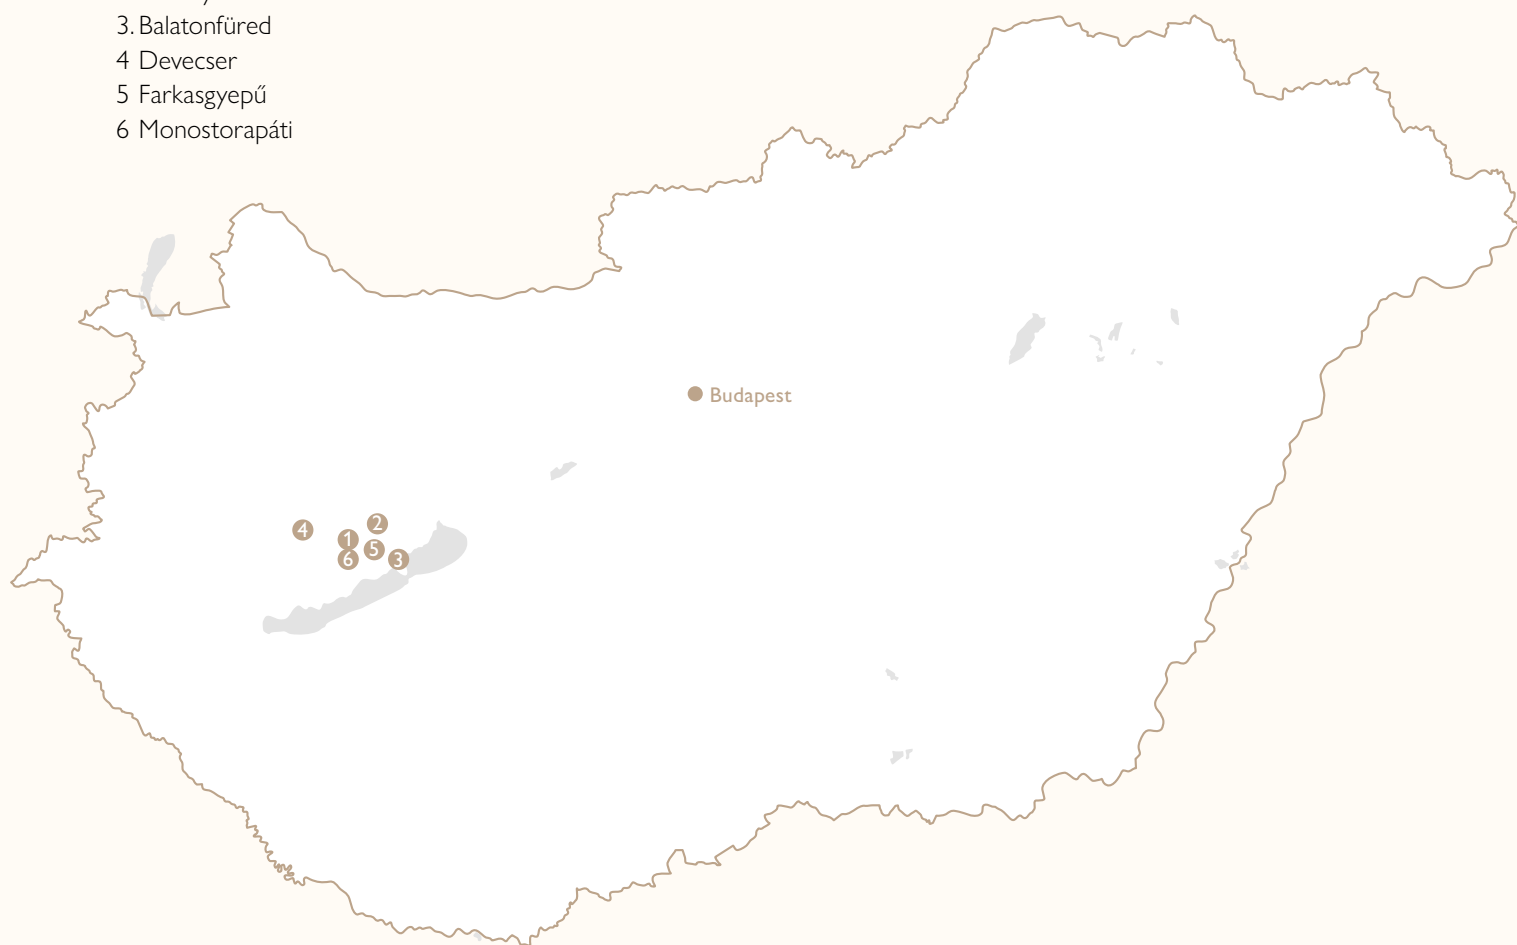 3. Balatonfüred
4 Devecser
5 Farkasgyepű
6 Monostorapáti
Budapest
4
2
1
5
6
3